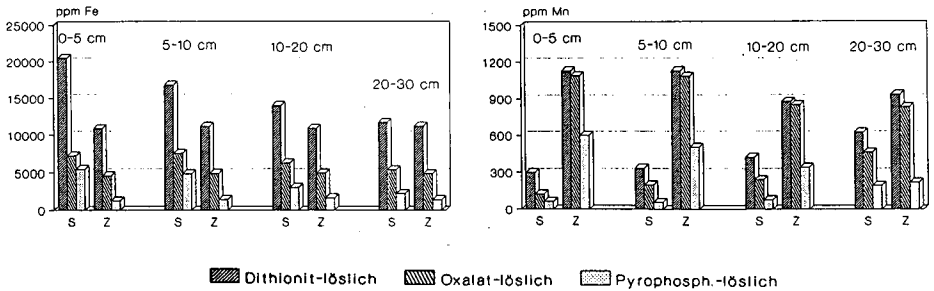 ppm Fe
25000
20000
15000
10000
5000
0
0-5 cm
5-10 cm
10-20 cm
20-30 cm
S Z S Z S Z S Z
ppm Mn
1500
1200
900
600
300
0
0-5 cm
5-10 cm
10-20 cm
20-30 cm
S Z S Z S Z S Z
Dithionit-löslich Oxalat-löslich Pyrophosph.-löslich